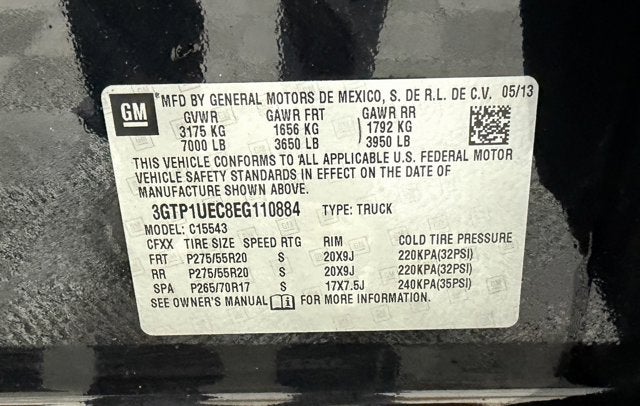 GM *MFD BY GENERAL MOTORS DE MEXICO, S. DE R.L. DE C.V. 05/13
GVWR GAWR FRT GAWR RR
3175 KG 1656 KG 1792 KG
7000 LB 3650 LB 3950 LB
THIS VEHICLE CONFORMS TO ALL APPLICABLE U.S. FEDERAL MOTOR
VEHICLE SAFETY STANDARDS IN EFFECT ON THE DATE OF
MANUFACTURE SHOWN ABOVE.
3GTP1UEC8EG110884 TYPE: TRUCK
MODEL: C15543
CFXX TIRE SIZE SPEED RTG RIM COLD TIRE PRESSURE
FRT P275/55R20 S 20X9J 220KPA(32PSI)
RR P275/55R20 S 20X9J 220KPA(32PSI)
SPA P265/70R17 S 17X7.5J 240KPA(35PSI)
SEE OWNER'S MANUAL FOR MORE INFORMATION.